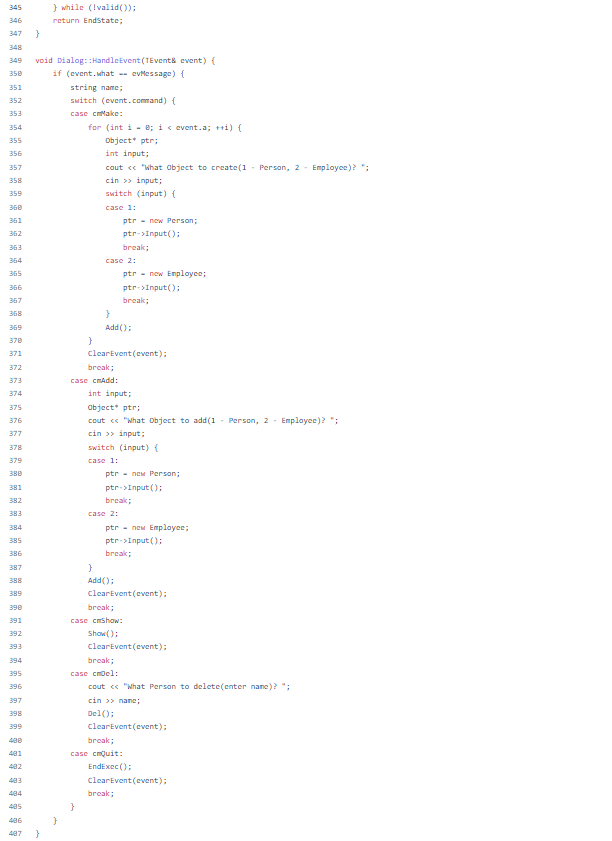 345 } while (!valid());
346 return EndState;
347 }
348
349 void Dialog::HandleEvent(TEvent& event) {
350 if (event.what == evMessage) {
351 string name;
352 switch (event.command) {
353 case cmMake:
354 for (int i = 0; i < event.a; ++i) {
355 Object* ptr;
356 int input;
357 cout << "What Object to create(1 - Person, 2 - Employee)? ";
358 cin >> input;
359 switch (input) {
360 case 1:
361 ptr = new Person;
362 ptr->Input();
363 break;
364 case 2:
365 ptr = new Employee;
366 ptr->Input();
367 break;
368 }
369 Add();
370 }
371 ClearEvent(event);
372 break;
373 case cmAdd:
374 int input;
375 Object* ptr;
376 cout << "What Object to add(1 - Person, 2 - Employee)? ";
377 cin >> input;
378 switch (input) {
379 case 1:
380 ptr = new Person;
381 ptr->Input();
382 break;
383 case 2:
384 ptr = new Employee;
385 ptr->Input();
386 break;
387 }
388 Add();
389 ClearEvent(event);
390 break;
391 case cmShow:
392 Show();
393 ClearEvent(event);
394 break;
395 case cmDel:
396 cout << "What Person to delete(enter name)? ";
397 cin >> name;
398 Del();
399 ClearEvent(event);
400 break;
401 case cmQuit:
402 EndExec();
403 ClearEvent(event);
404 break;
405 }
406 }
407 }